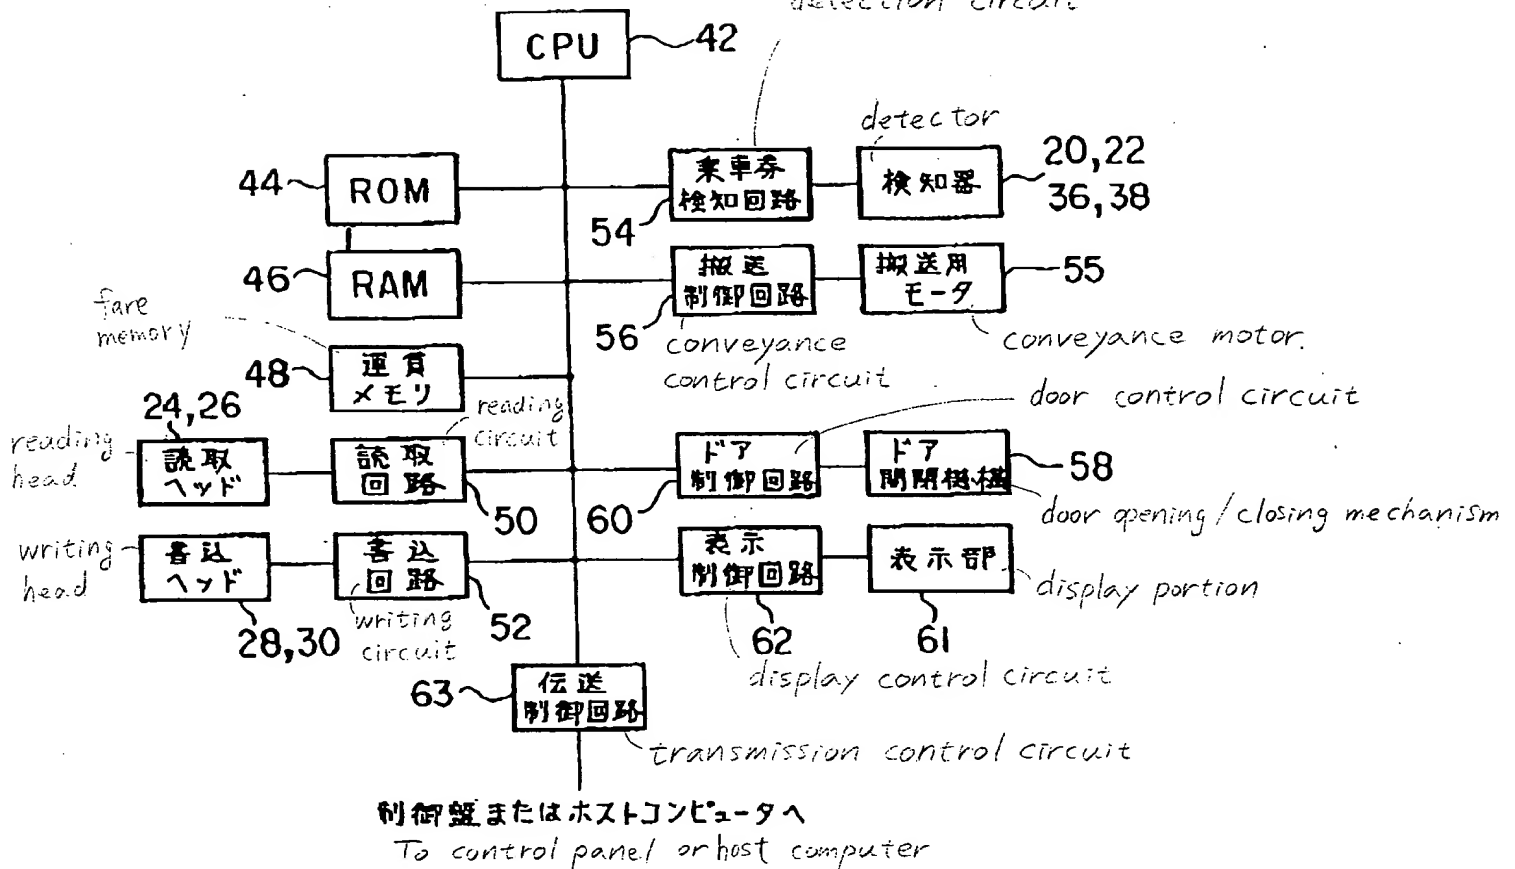 detection circuit
CPU
42
detector
44
ROM
乗車券
検知回路
54
検知器
20,22
36,38
46
RAM
搬送
制御回路
56
搬送用
モータ
55
fare
memory
conveyance
control circuit
conveyance motor.
48
運賃
メモリ
24,26
reading
circuit
door control circuit
reading
head
読取
ヘッド
読取
回路
50
ドア
制御回路
60
ドア
開閉機構
58
door opening/closing mechanism
writing
head
書込
ヘッド
28,30
書込
回路
52
writing
circuit
表示
制御回路
62
表示部
61
display portion
display control circuit
63
伝送
制御回路
transmission control circuit
制御盤またはホストコンピュータへ
To control panel or host computer